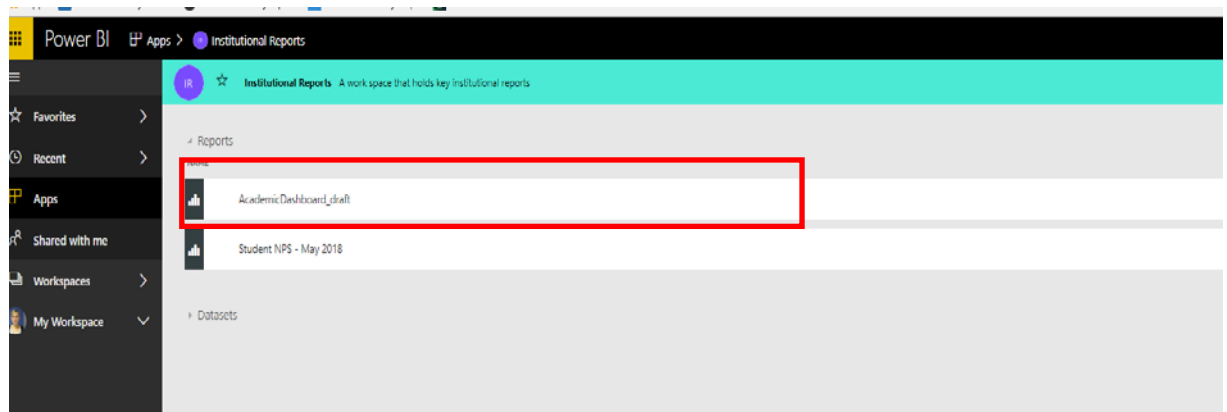 Power BI Apps > IR Institutional Reports
IR Institutional Reports A work space that holds key institutional reports
Favorites
Reports
Recent
Apps
AcademicDashboard_draft
Shared with me
Student NPS - May 2018
Workspaces
Datasets
My Workspace